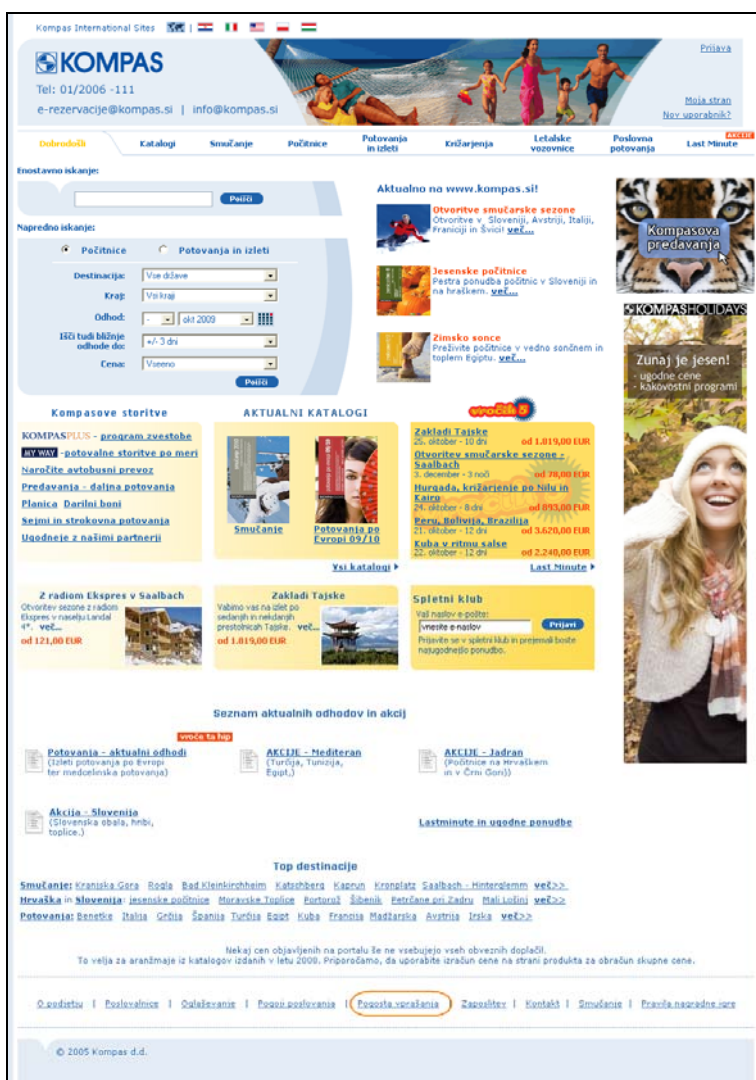 Kompas International Sites
KOMPAS
Tel: 01/2006 -111
e-rezervacije@kompas.si | info@kompas.si
Prijava
Moja stran
Nov uporabnik?
AKCIJE
Dobrodošli Katalogi Smučanje Počitnice Potovanja in izleti Križarjenja Letalske vozovnice Poslovna potovanja Last Minute
Enostavno iskanje:
Poišči
Napredno iskanje:
Počitnice Potovanja in izleti
Destinacija: Vse države
Kraj: Vsi kraji
Odhod: - okt 2009
Išči tudi bližnje
odhode do: +/- 3 dni
Cena: Vseeno
Poišči
Aktualno na www.kompas.si!
Otvoritve smučarske sezone
Otvoritve v Sloveniji, Avstriji, Italiji,
Franciji in Švici! več...
Jesenske počitnice
Pestra ponudba počitnic v Sloveniji in
na hraškem. več...
Zimsko sonce
Preživite počitnice v vedno sončnem in
toplem Egiptu. več...
Kompasova
predavanja
KOMPASHOLIDAYS
Zunaj je jesen!
- ugodne cene
- kakovostni programi
Kompasove storitve
KOMPASPLUS - program zvestobe
MY WAY -potovalne storitve po meri
Naročite avtobusni prevoz
Predavanja - daljna potovanja
Planica Darilni boni
Sejmi in strokovna potovanja
Ugodneje z našimi partnerji
AKTUALNI KATALOGI
Smučanje
Potovanja po
Evropi 09/10
Vsi katalogi
vročih 5
Zakladi Tajske
25. oktober - 10 dni od 1.019,00 EUR
Otvoritev smučarske sezone -
Saalbach
3. december - 3 noči od 78,00 EUR
Hurgada, križarjenje po Nilu in
Kairo
24. oktober - 8 dni od 893,00 EUR
Peru, Bolivija, Brazilija
21. oktober - 12 dni od 3.620,00 EUR
Kuba v ritmu salse
22. oktober - 12 dni od 2.240,00 EUR
Last Minute
Z radiom Ekspres v Saalbach
Otvoritev sezone z radiom
Ekspres v naselju Landal
4*. več...
od 121,00 EUR
Zakladi Tajske
Vabimo vas na izlet po
sedanjih in nekdanjih
prestolnicah Tajske. več...
od 1.019,00 EUR
Spletni klub
Vaš naslov e-pošte:
vnesite e-naslov Prijavi
Prijavite se v spletni klub in prejemali boste
najugodnejšo ponudbo.
Seznam aktualnih odhodov in akcij
vroče ta hip
Potovanja - aktualni odhodi
(Izleti potovanja po Evropi
ter medcelinska potovanja)
AKCIJE - Mediteran
(Turčija, Tunizija,
Egipt,)
AKCIJE - Jadran
(Počitnice na Hrvaškem
in v Črni Gori))
Akcija - Slovenija
(Slovenska obala, hribi,
toplice.)
Lastminute in ugodne ponudbe
Top destinacije
Smučanje: Kranjska Gora Rogla Bad Kleinkirchheim Katschberg Kaprun Kronplatz Saalbach - Hinterglemm več>>
Hrvaška in Slovenija: jesenske počitnice Moravske Toplice Portorož Šibenik Petrčane pri Zadru Mali Lošinj več>>
Potovanja: Benetke Italija Grčija Španija Turčija Egipt Kuba Francija Madžarska Avstrija Irska več>>
Nekaj cen objavljenih na portalu še ne vsebujejo vseh obveznih doplačil.
To velja za aranžmaje iz katalogov izdanih v letu 2008. Priporočamo, da uporabite izračun cene na strani produkta za obračun skupne cene.
O podjetju | Poslovalnice | Oglaševanje | Pogoji poslovanja | Pogosta vprašanja | Zaposlitev | Kontakt | Smučanje | Pravila nagradne igre
© 2005 Kompas d.d.